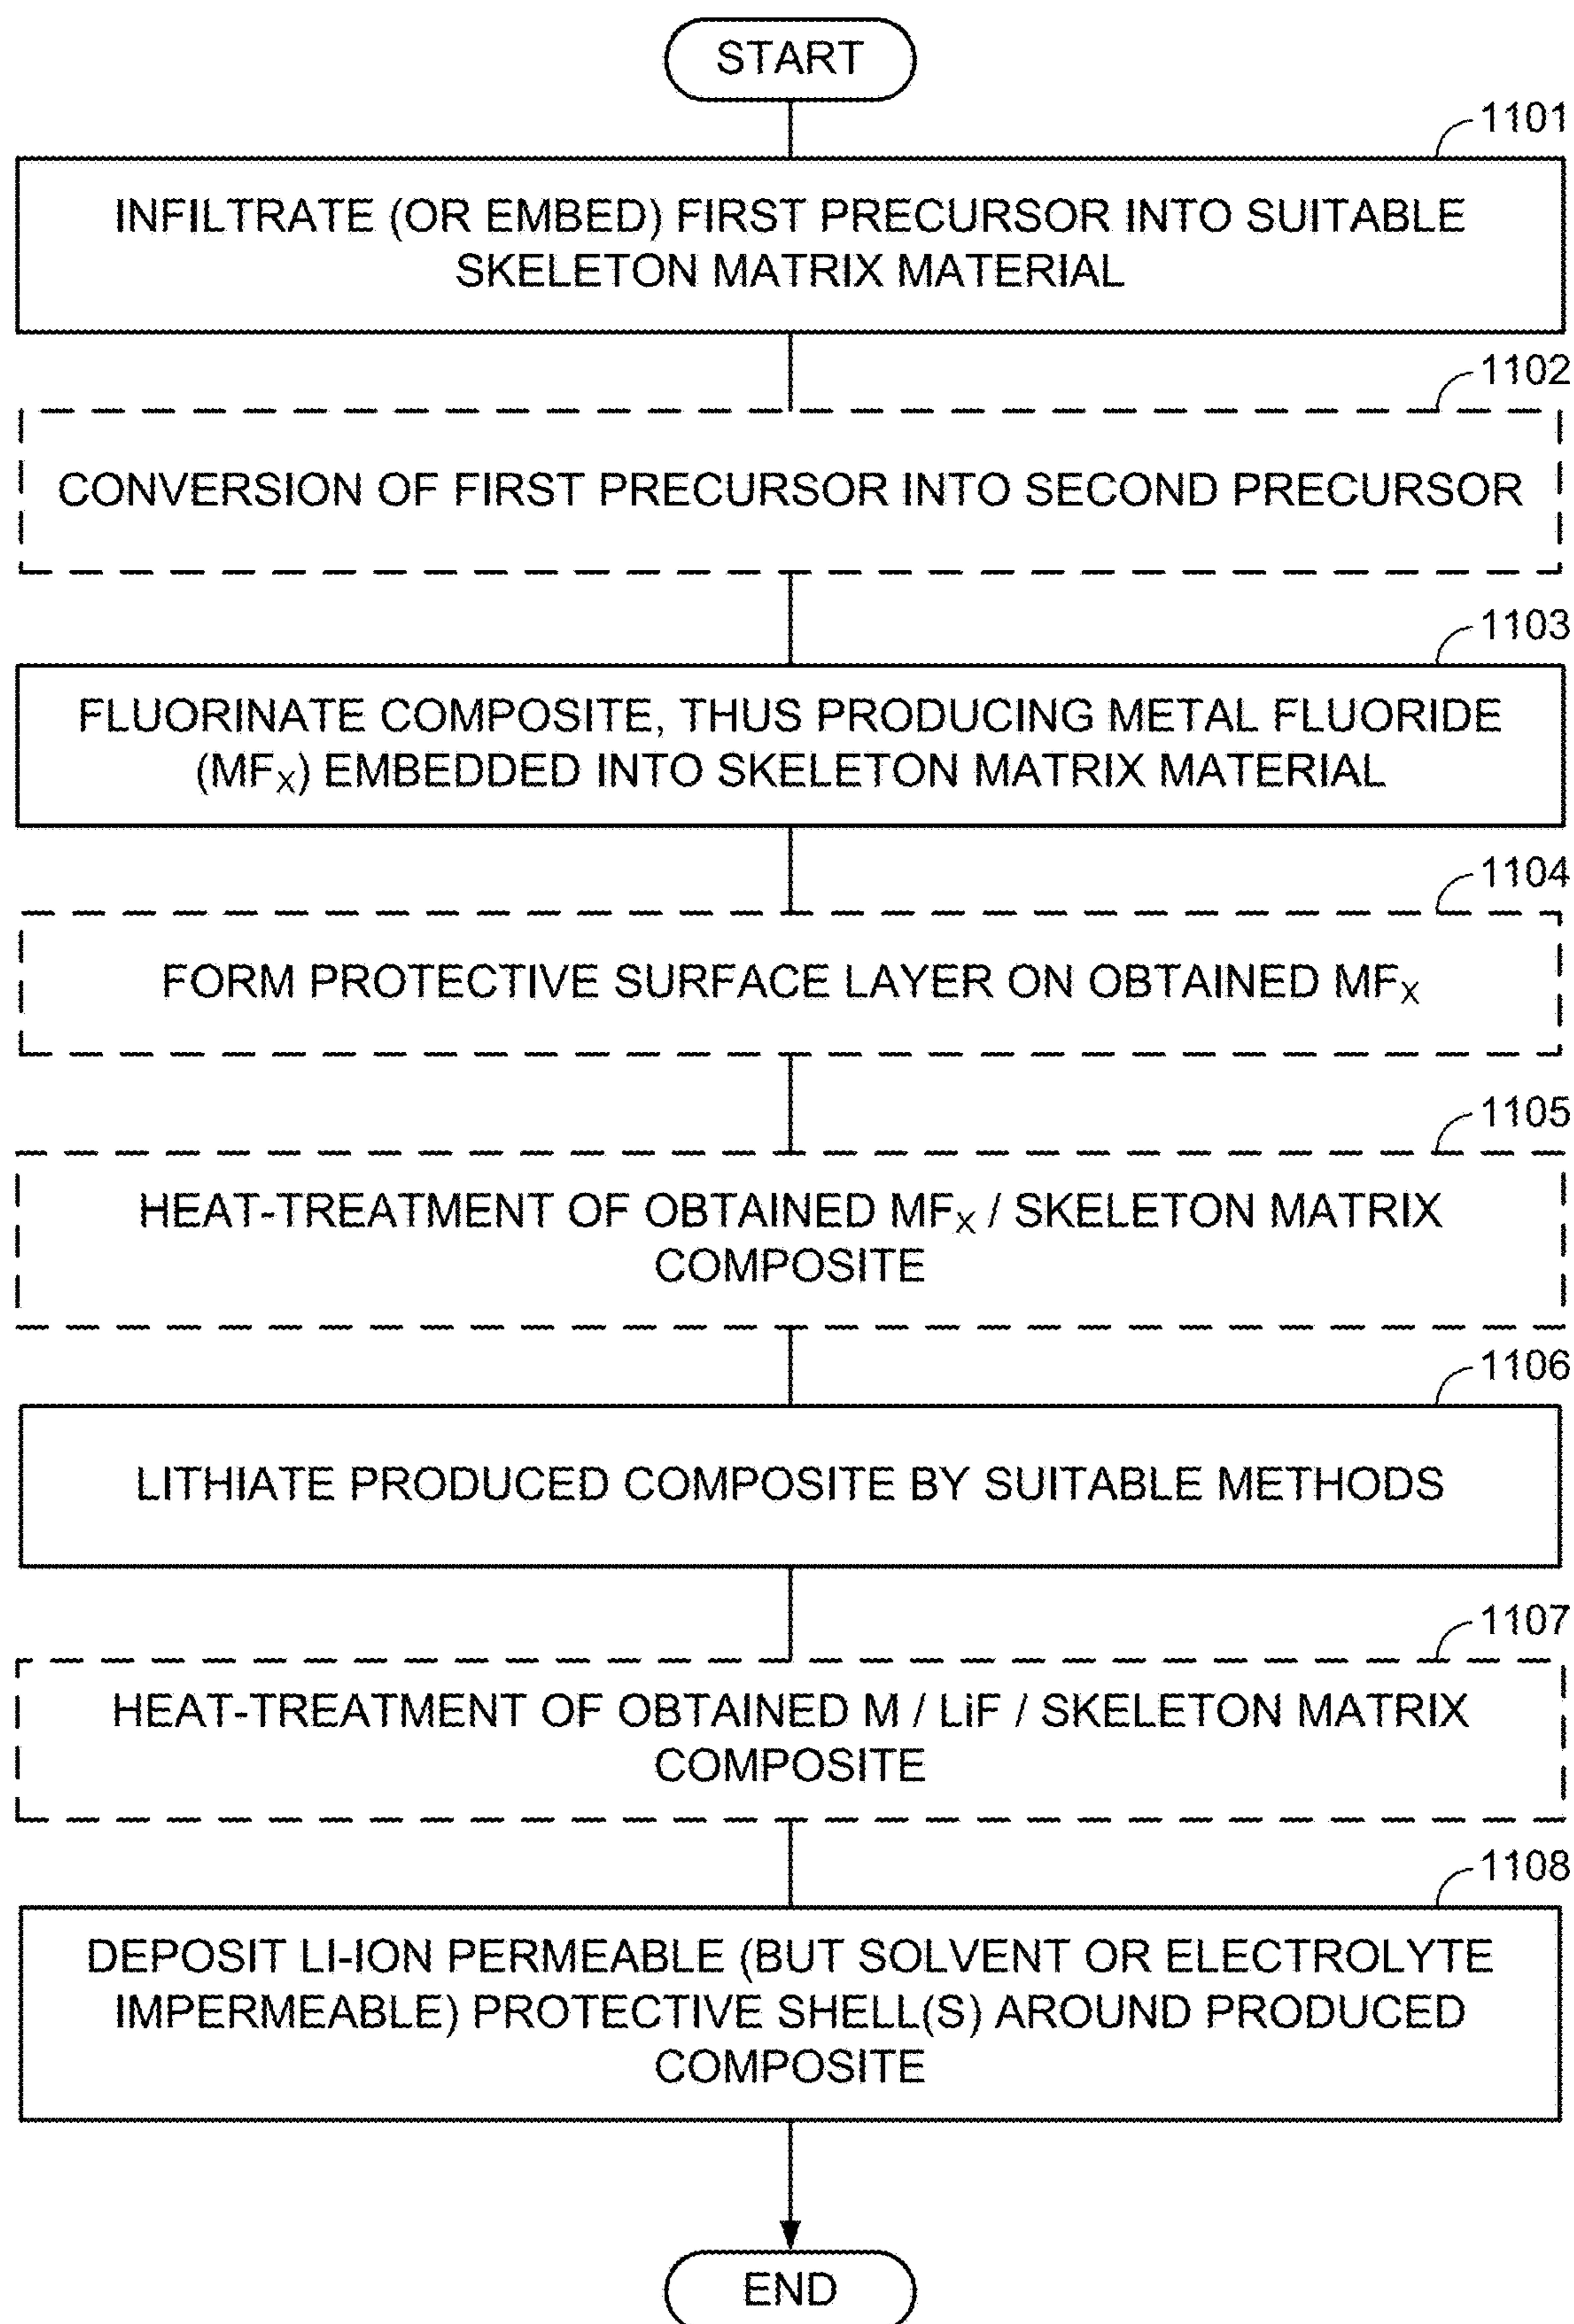 START
1101
INFILTRATE (OR EMBED) FIRST PRECURSOR INTO SUITABLE
SKELETON MATRIX MATERIAL
1102
CONVERSION OF FIRST PRECURSOR INTO SECOND PRECURSOR
1103
FLUORINATE COMPOSITE, THUS PRODUCING METAL FLUORIDE
(MFX) EMBEDDED INTO SKELETON MATRIX MATERIAL
1104
FORM PROTECTIVE SURFACE LAYER ON OBTAINED MFX
1105
HEAT-TREATMENT OF OBTAINED MFX / SKELETON MATRIX
COMPOSITE
1106
LITHIATE PRODUCED COMPOSITE BY SUITABLE METHODS
1107
HEAT-TREATMENT OF OBTAINED M / LiF / SKELETON MATRIX
COMPOSITE
1108
DEPOSIT LI-ION PERMEABLE (BUT SOLVENT OR ELECTROLYTE
IMPERMEABLE) PROTECTIVE SHELL(S) AROUND PRODUCED
COMPOSITE
END